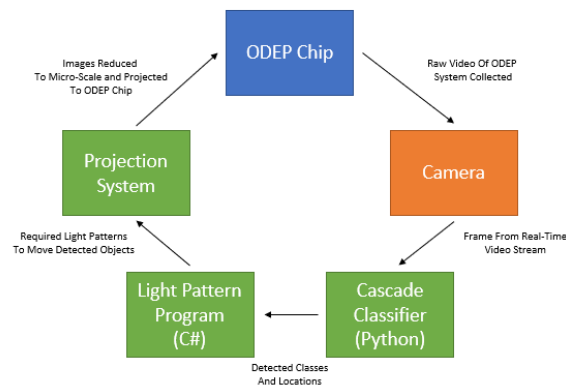 ODEP Chip
Images Reduced
To Micro-Scale and Projected
To ODEP Chip
Raw Video Of ODEP
System Collected
Projection
System
Camera
Required Light Patterns
To Move Detected Objects
Frame From Real-Time
Video Stream
Light Pattern
Program
(C#)
Cascade
Classifier
(Python)
Detected Classes
And Locations